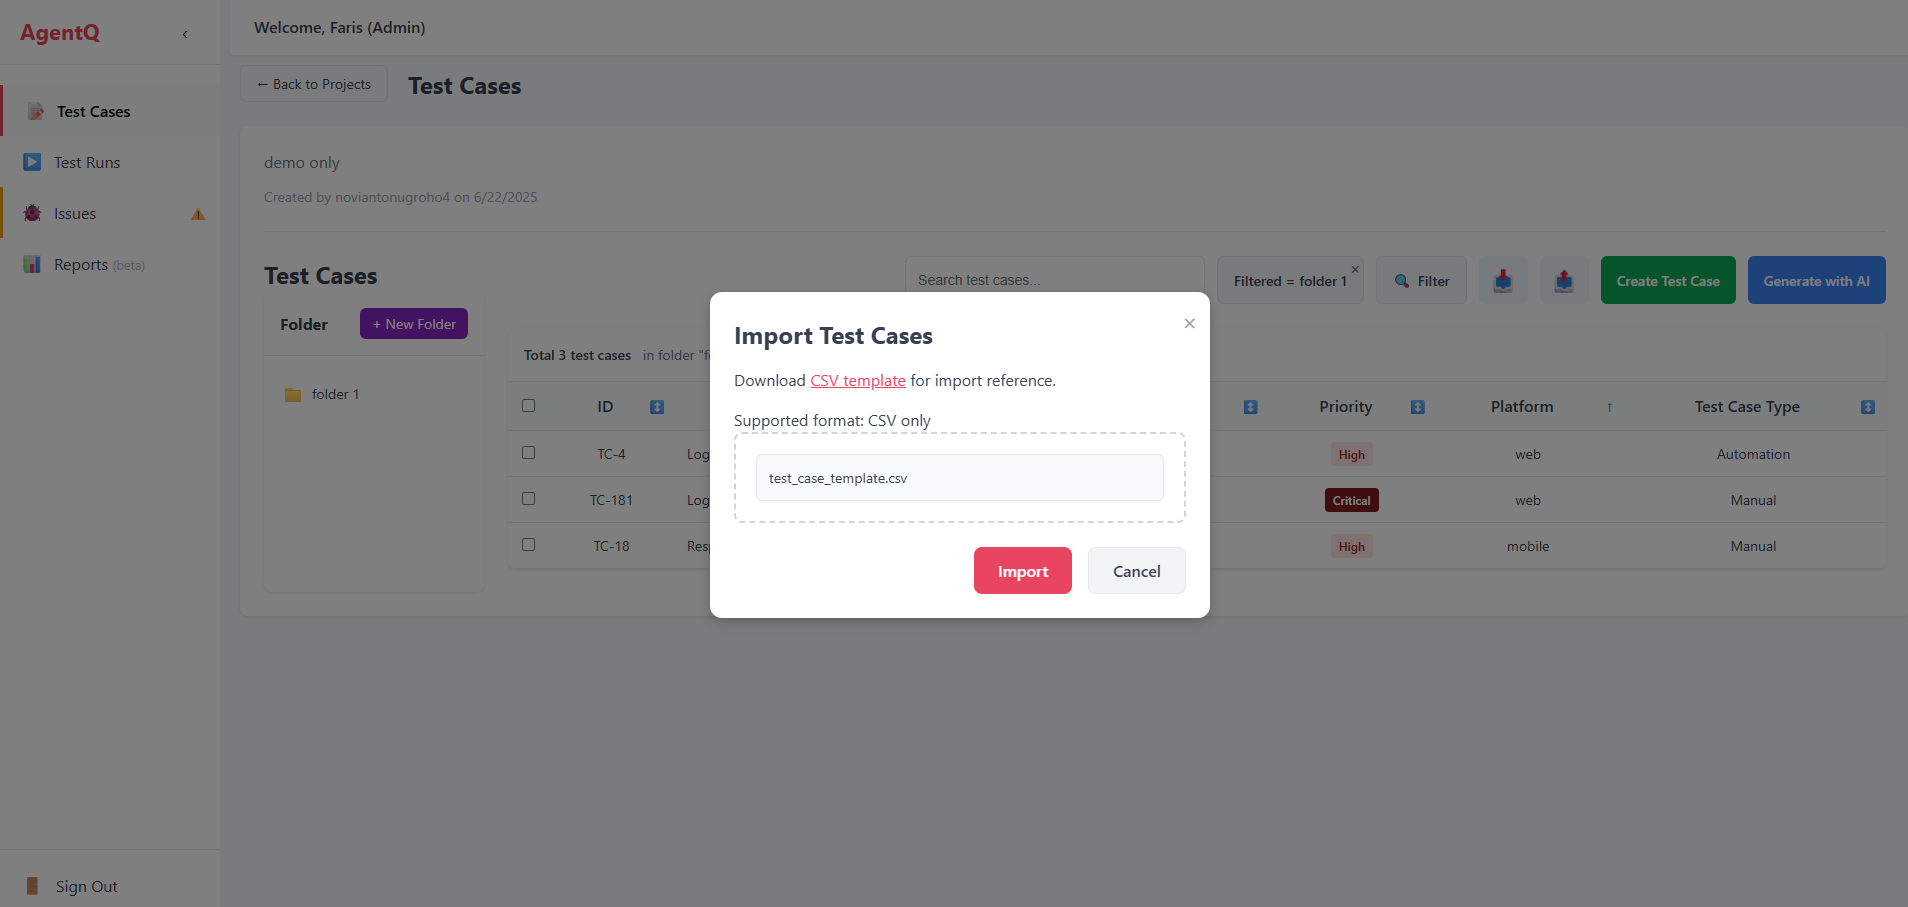 AgentQ
‹
Welcome, Faris (Admin)
← Back to Projects
Test Cases
Test Cases
Test Runs
Issues
Reports (beta)
Sign Out
demo only
Created by noviantonugroho4 on 6/22/2025
Test Cases
Search test cases...
Filtered = folder 1 ×
Filter
Create Test Case
Generate with AI
Folder
+ New Folder
folder 1
Total 3 test cases in folder
ID Priority Platform ↑ Test Case Type
TC-4 High web Automation
TC-181 Critical web Manual
TC-18 High mobile Manual
Import Test Cases
×
Download CSV template for import reference.
Supported format: CSV only
test_case_template.csv
Import
Cancel